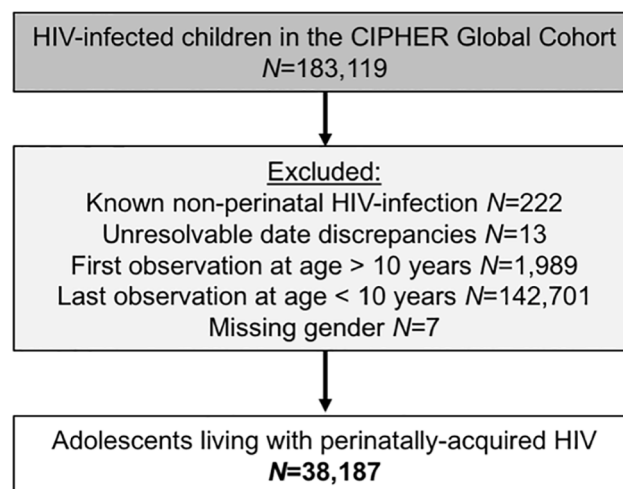 HIV-infected children in the CIPHER Global Cohort
N=183,119
Excluded:
Known non-perinatal HIV-infection N=222
Unresolvable date discrepancies N=13
First observation at age > 10 years N=1,989
Last observation at age < 10 years N=142,701
Missing gender N=7
Adolescents living with perinatally-acquired HIV
N=38,187